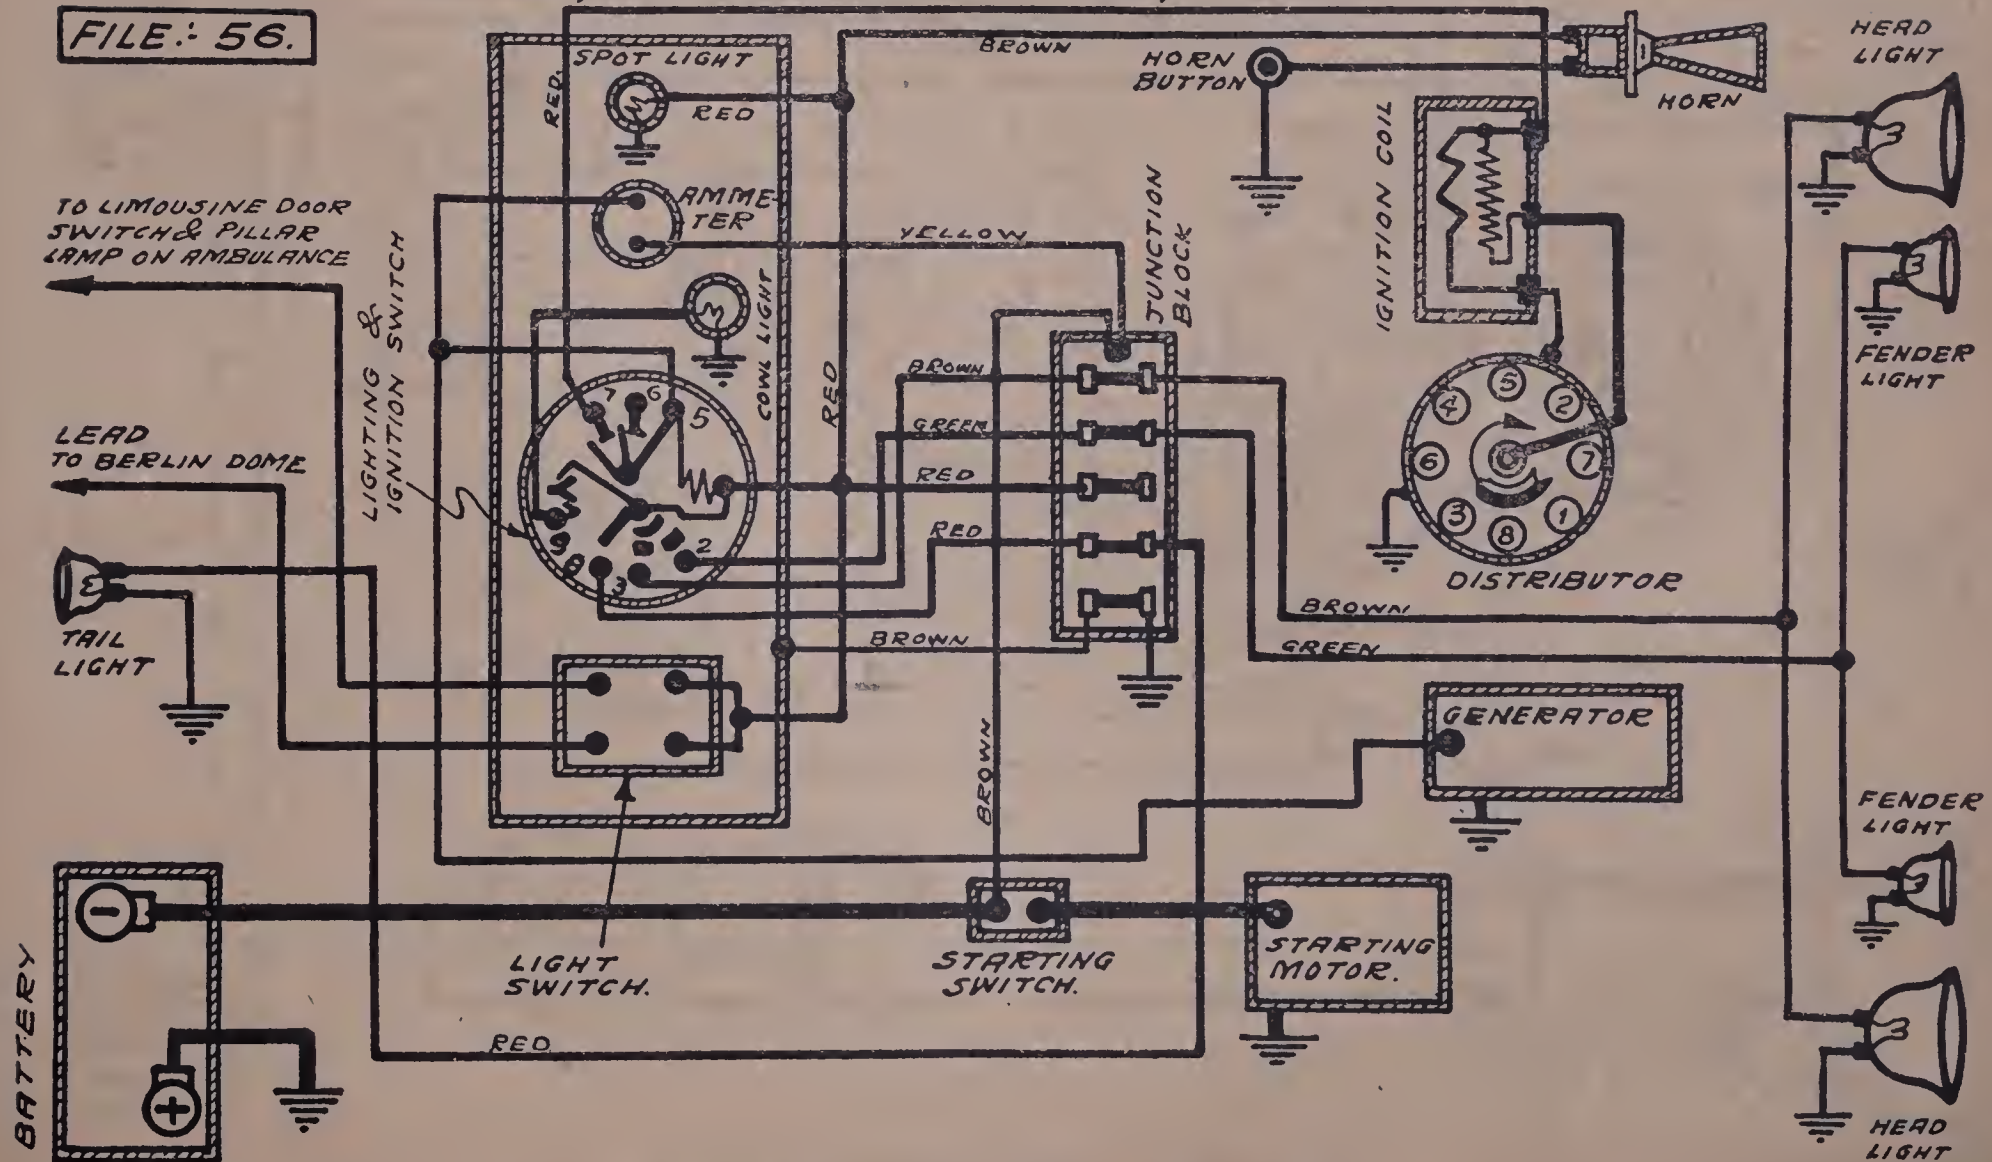 FILE:- 56.
SPOT LIGHT
RED
RED
BROWN
HORN
BUTTON
HORN
HEAD
LIGHT
IGNITION COIL
AMME-
TER
YELLOW
JUNCTION
BLOCK
TO LIMOUSINE DOOR
SWITCH & PILLAR
LAMP ON AMBULANCE
LIGHTING &
IGNITION SWITCH
COWL LIGHT
RED
FENDER
LIGHT
BROWN
GREEN
RED
RED
7 6 5
2
3
9
LEAD
TO BERLIN DOME
5
4 2
6 7
3 1
8
DISTRIBUTOR
TAIL
LIGHT
BROWN
BROWN
GREEN
GENERATOR
BROWN
FENDER
LIGHT
BATTERY
-
+
LIGHT
SWITCH.
STARTING
SWITCH.
STARTING
MOTOR.
RED
HEAD
LIGHT